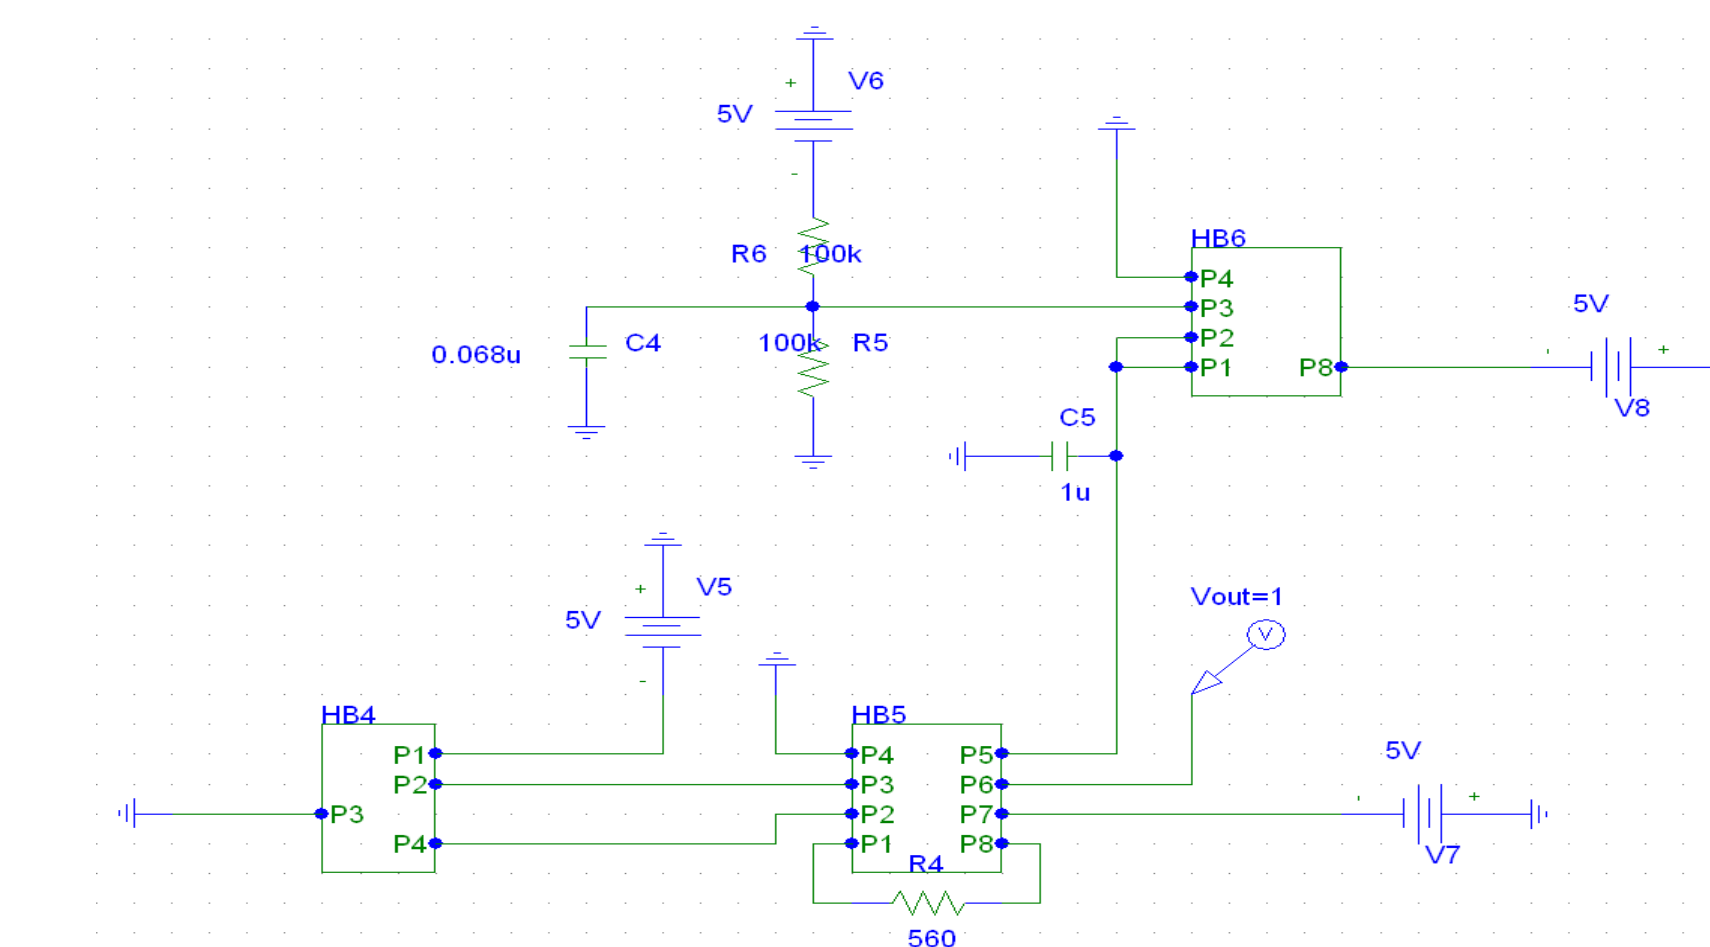 +
V6
5V
-
R6
100k
HB6
P4
P3
P2
P1
P8
5V
-
+
V8
0.068u
C4
100k
R5
C5
1u
+
V5
5V
-
Vout=1
V
HB4
P1
P2
P3
P4
HB5
P4
P5
P3
P6
P2
P7
P1
P8
R4
560
5V
-
+
V7